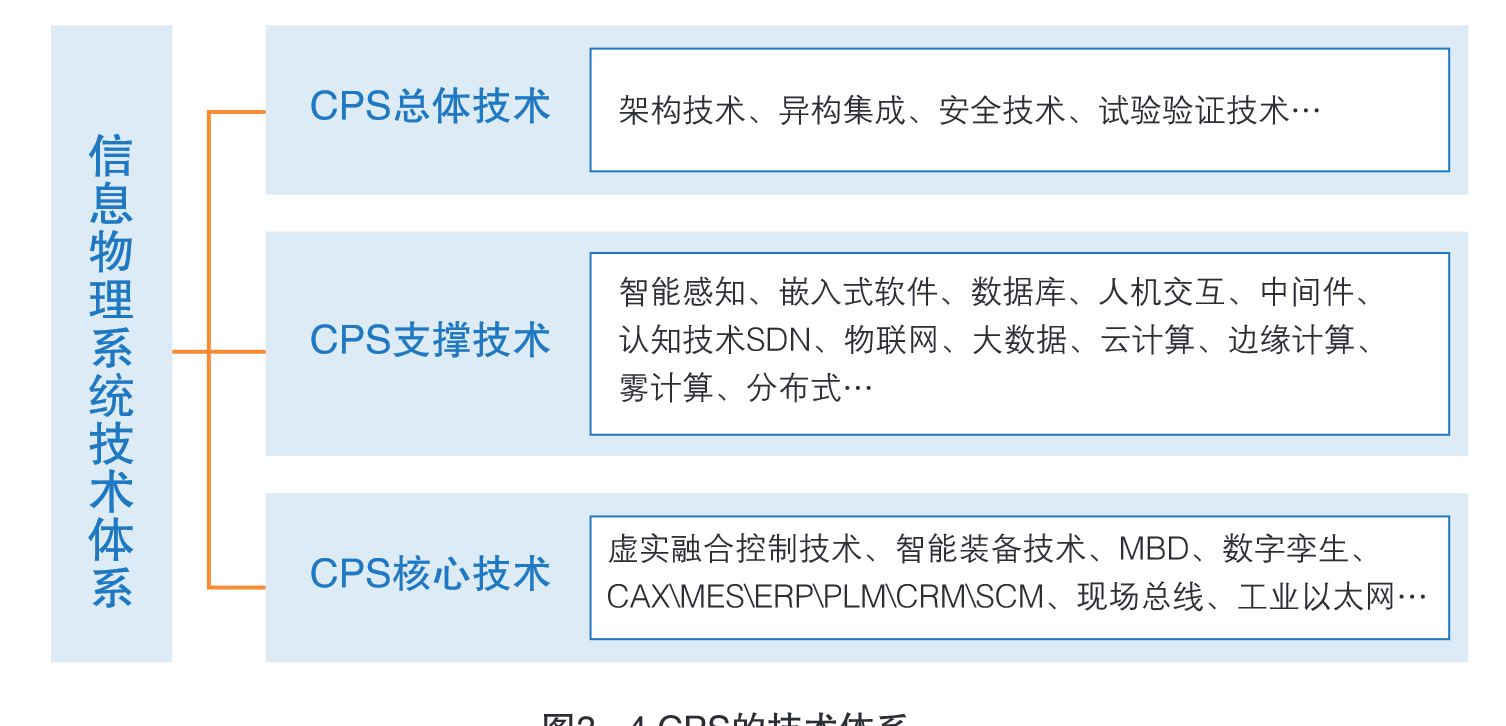 信息物理系统技术体系
CPS总体技术
架构技术、异构集成、安全技术、试验验证技术…
CPS支撑技术
智能感知、嵌入式软件、数据库、人机交互、中间件、
认知技术SDN、物联网、大数据、云计算、边缘计算、
雾计算、分布式…
CPS核心技术
虚实融合控制技术、智能装备技术、MBD、数字孪生、
CAX\MES\ERP\PLM\CRM\SCM、现场总线、工业以太网…
图2-4 CPS的技术体系